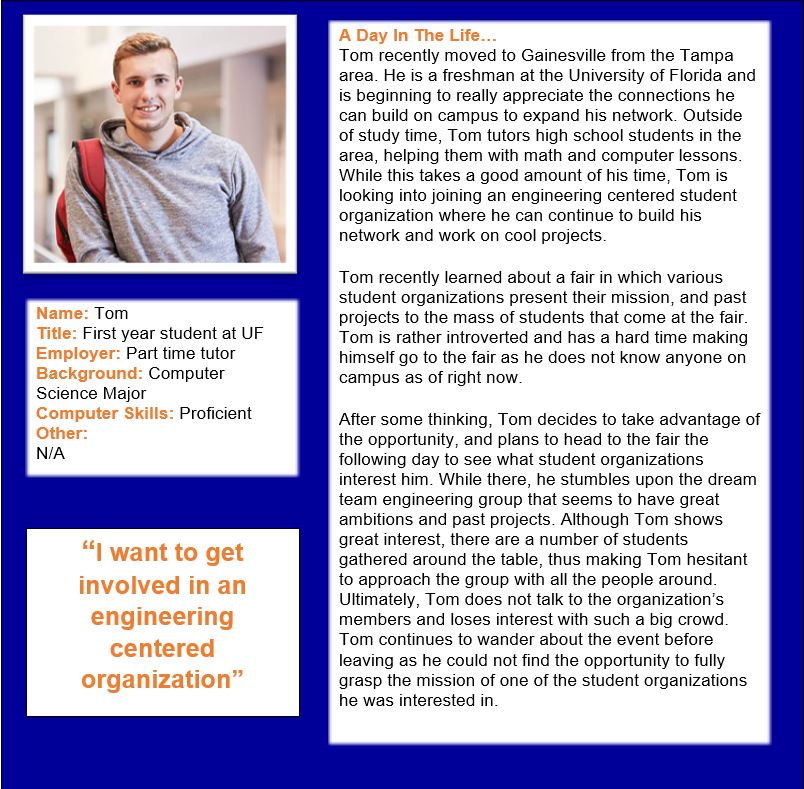 A Day In The Life…
Tom recently moved to Gainesville from the Tampa
area. He is a freshman at the University of Florida and
is beginning to really appreciate the connections he
can build on campus to expand his network. Outside
of study time, Tom tutors high school students in the
area, helping them with math and computer lessons.
While this takes a good amount of his time, Tom is
looking into joining an engineering centered student
organization where he can continue to build his
network and work on cool projects.
Tom recently learned about a fair in which various
student organizations present their mission, and past
projects to the mass of students that come at the fair.
Tom is rather introverted and has a hard time making
himself go to the fair as he does not know anyone on
campus as of right now.
After some thinking, Tom decides to take advantage of
the opportunity, and plans to head to the fair the
following day to see what student organizations
interest him. While there, he stumbles upon the dream
team engineering group that seems to have great
ambitions and past projects. Although Tom shows
great interest, there are a number of students
gathered around the table, thus making Tom hesitant
to approach the group with all the people around.
Ultimately, Tom does not talk to the organization’s
members and loses interest with such a big crowd.
Tom continues to wander about the event before
leaving as he could not find the opportunity to fully
grasp the mission of one of the student organizations
he was interested in.
Name: Tom
Title: First year student at UF
Employer: Part time tutor
Background: Computer
Science Major
Computer Skills: Proficient
Other:
N/A
“I want to get
involved in an
engineering
centered
organization”